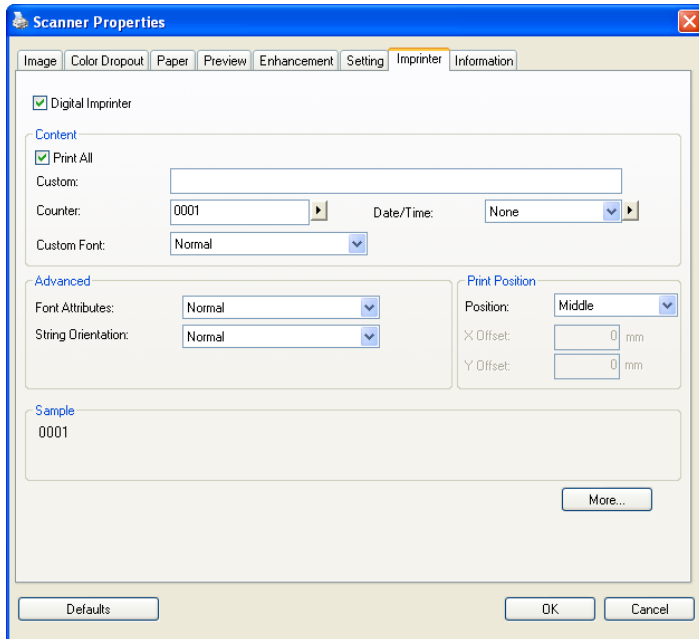 Scanner Properties
Image Color Dropout Paper Preview Enhancement Setting Imprinter Information
Digital Imprinter
Content
Print All
Custom:
Counter: 0001 Date/Time: None
Custom Font: Normal
Advanced
Font Attributes: Normal
String Orientation: Normal
Print Position
Position: Middle
X Offset: 0 mm
Y Offset: 0 mm
Sample
0001
More...
Defaults OK Cancel